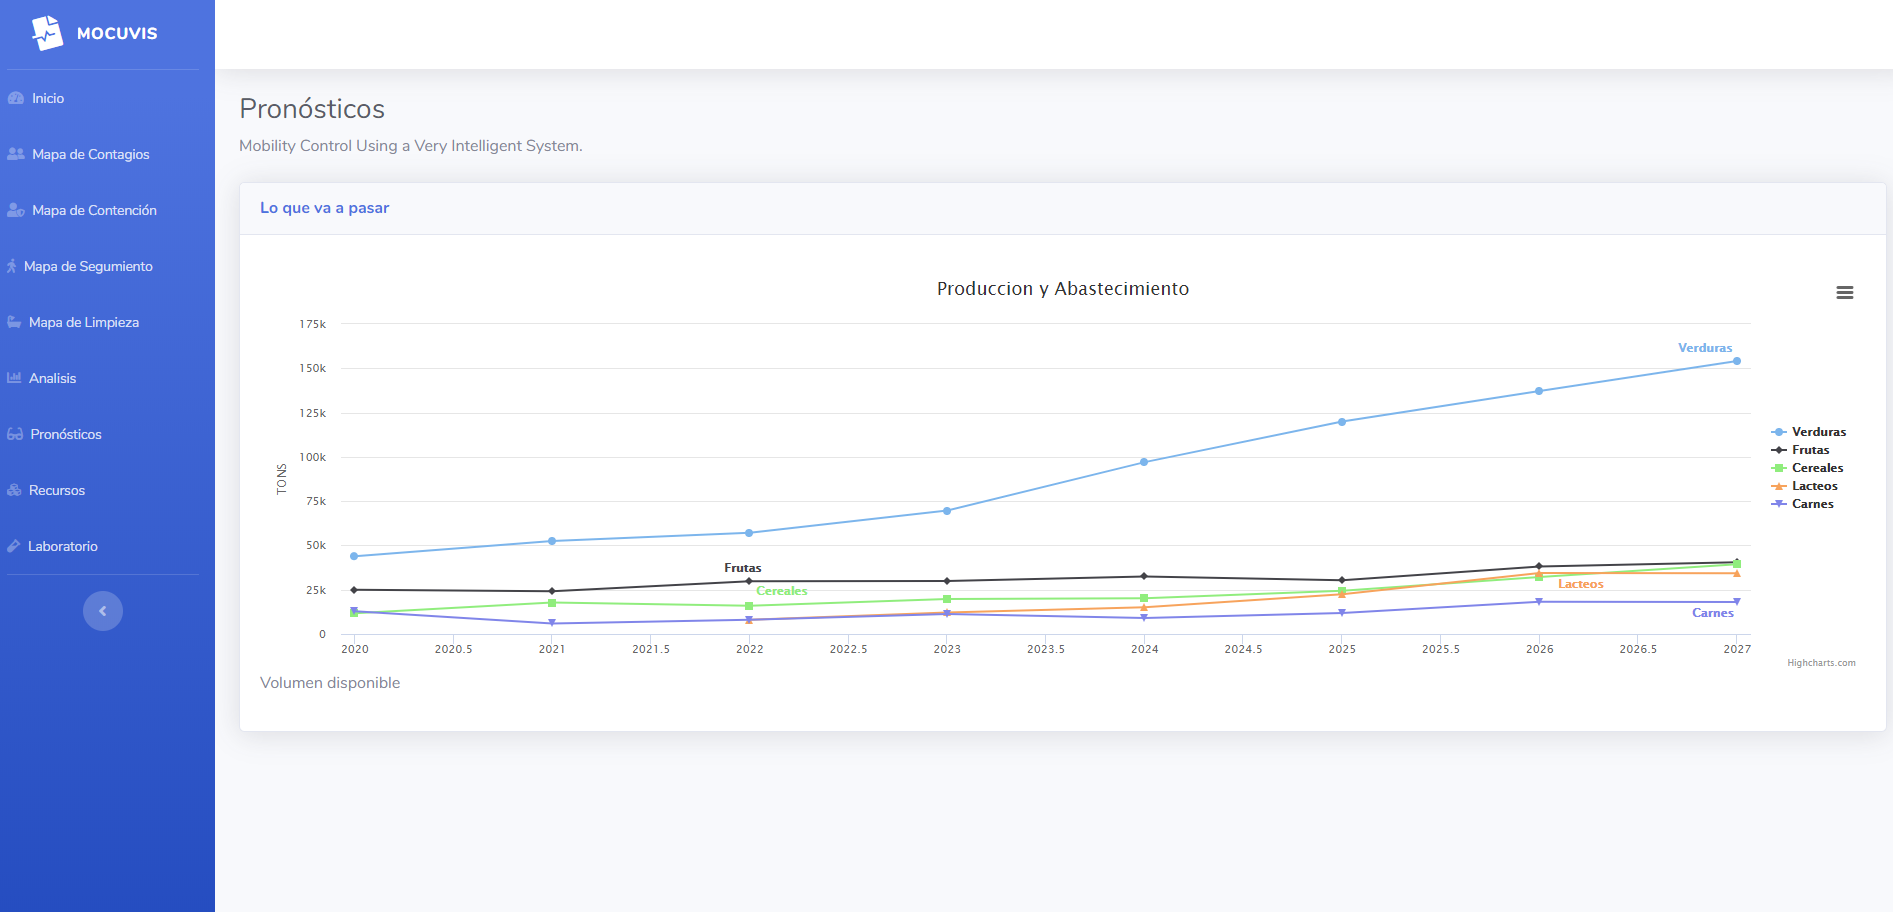 MOCUVIS
Inicio
Mapa de Contagios
Mapa de Contención
Mapa de Segumiento
Mapa de Limpieza
Analisis
Pronósticos
Recursos
Laboratorio
Pronósticos
Mobility Control Using a Very Intelligent System.
Lo que va a pasar
Produccion y Abastecimiento
175k
150k
125k
100k
75k
50k
25k
0
TONS
Verduras
Frutas
Cereales
Lacteos
Carnes
2020 2020.5 2021 2021.5 2022 2022.5 2023 2023.5 2024 2024.5 2025 2025.5 2026 2026.5 2027
Verduras
Frutas
Cereales
Lacteos
Carnes
Highcharts.com
Volumen disponible